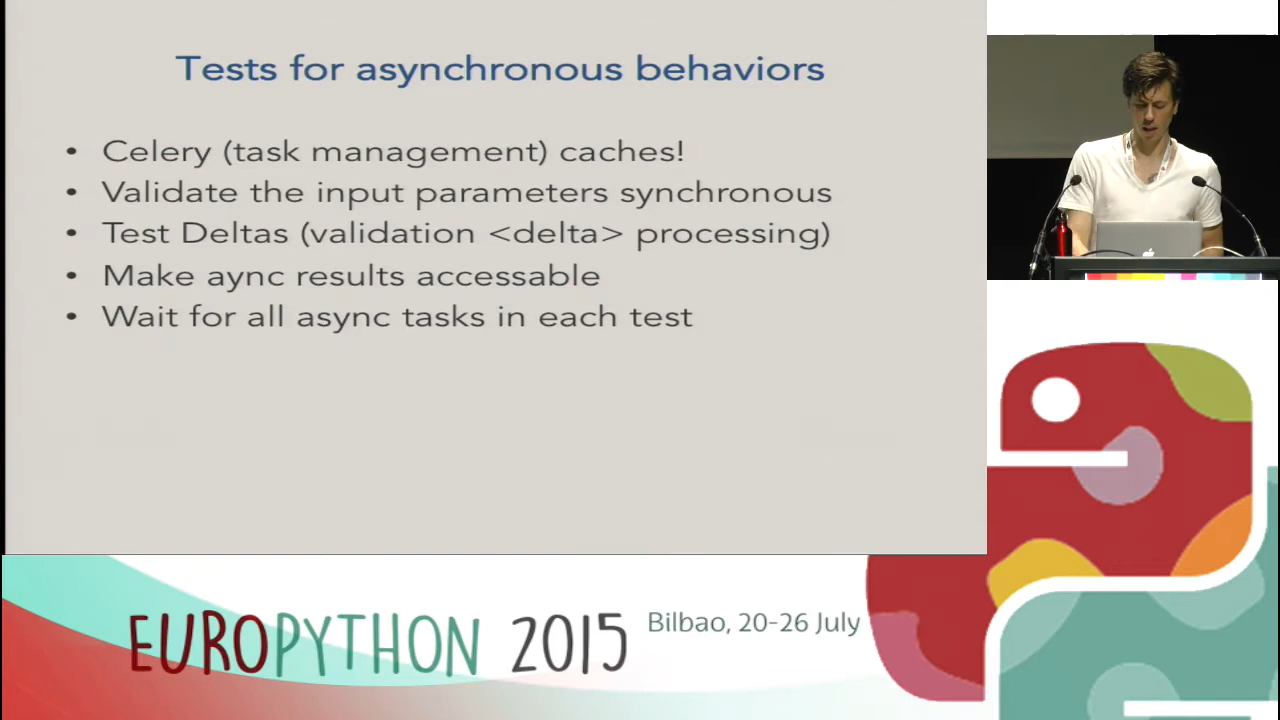 Tests for asynchronous behaviors
• Celery (task management) caches!
• Validate the input parameters synchronous
• Test Deltas (validation <delta> processing)
• Make aync results accessable
• Wait for all async tasks in each test
EUROPYTHON 2015
Bilbao, 20-26 July